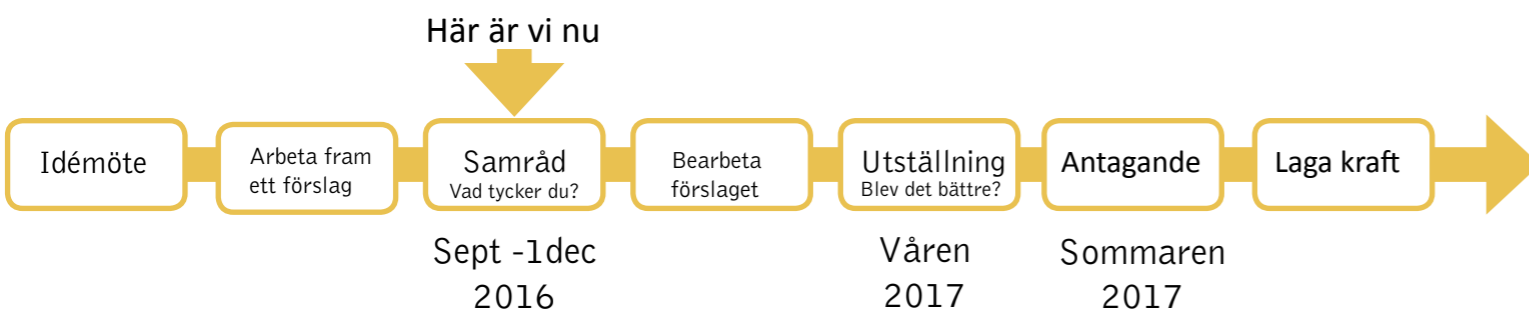 Här är vi nu
Idémöte
Arbeta fram
ett förslag
Samråd
Vad tycker du?
Bearbeta
förslaget
Utställning
Blev det bättre?
Antagande
Laga kraft
Sept -1dec
2016
Våren
2017
Sommaren
2017